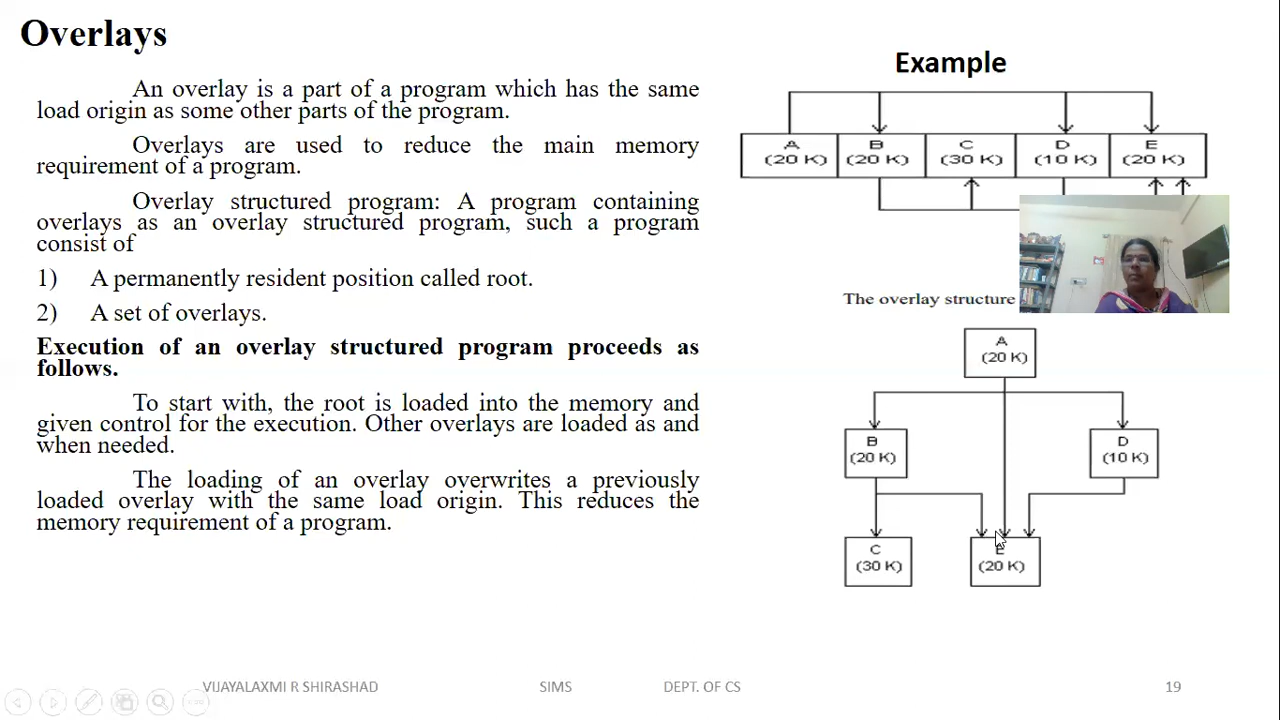 Overlays
An overlay is a part of a program which has the same
load origin as some other parts of the program.
Overlays are used to reduce the main memory
requirement of a program.
Overlay structured program: A program containing
overlays as an overlay structured program, such a program
consist of
1) A permanently resident position called root.
2) A set of overlays.
Execution of an overlay structured program proceeds as
follows.
To start with, the root is loaded into the memory and
given control for the execution. Other overlays are loaded as and
when needed.
The loading of an overlay overwrites a previously
loaded overlay with the same load origin. This reduces the
memory requirement of a program.
Example
A B C D E
(20 K) (20 K) (30 K) (10 K) (20 K)
The overlay structure
A
(20 K)
B D
(20 K) (10 K)
C E
(30 K) (20 K)
VIJAYALAXMI R SHIRASHAD SIMS DEPT. OF CS 19